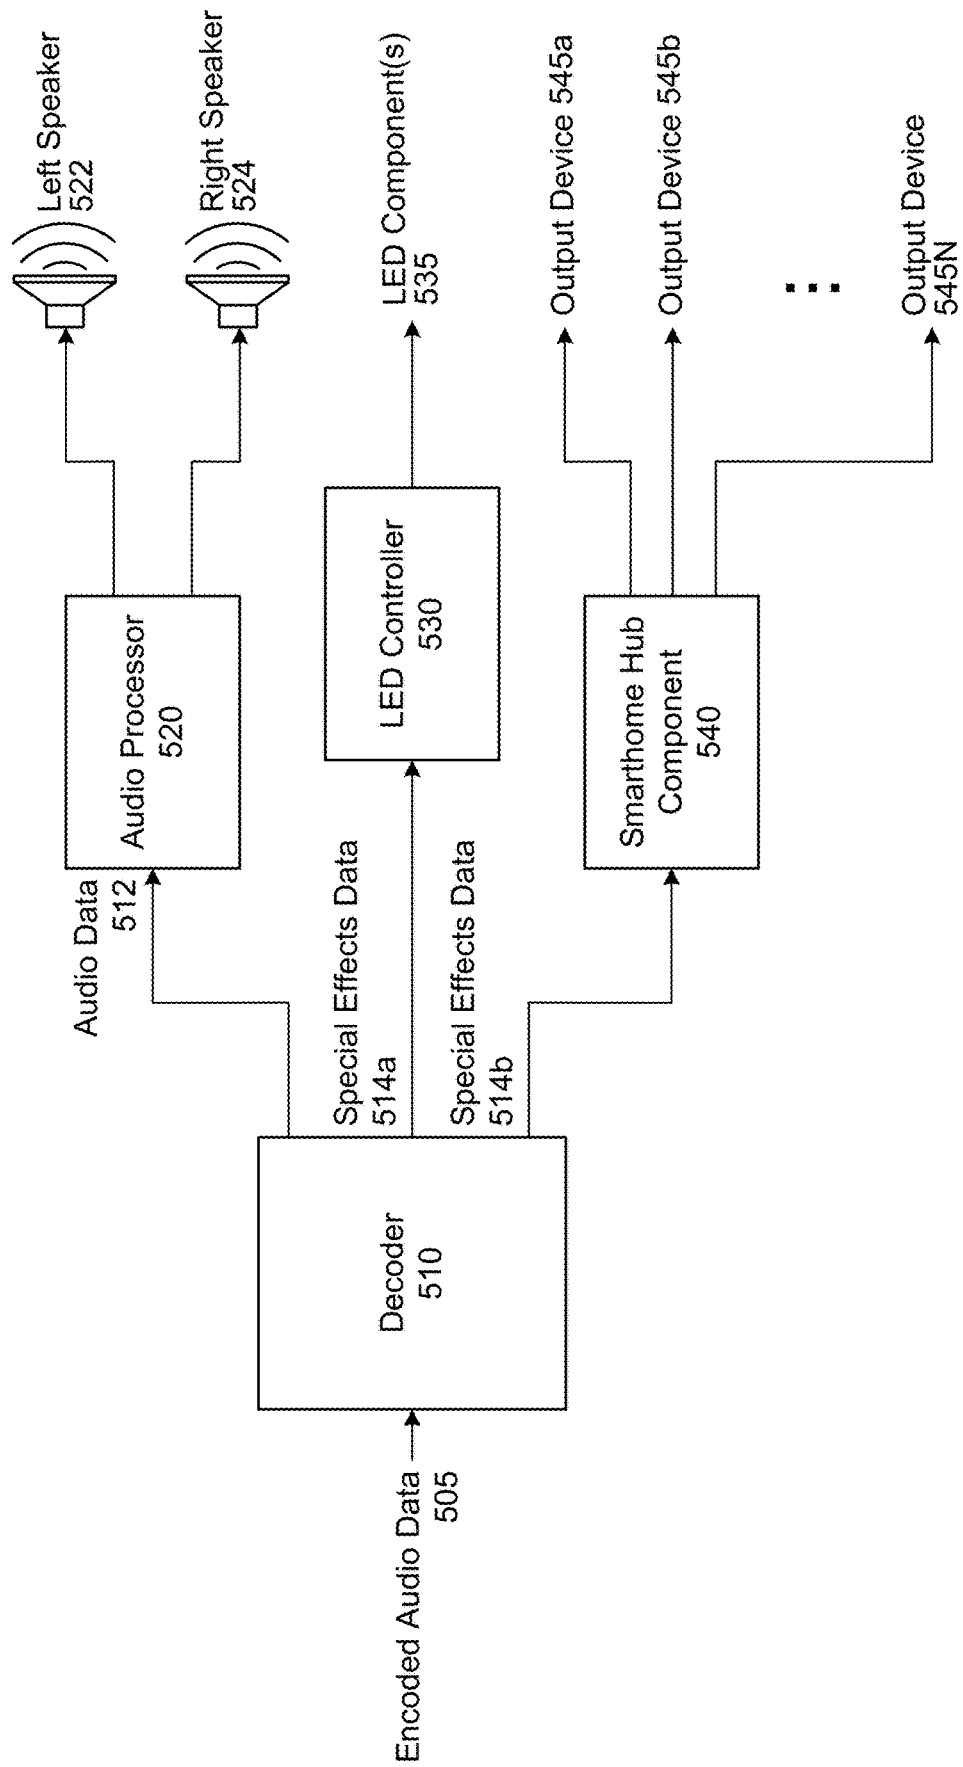 Encoded Audio Data
505
Decoder
510
Audio Data
512
Special Effects Data
514a
Special Effects Data
514b
Audio Processor
520
LED Controller
530
Smarthome Hub
Component
540
Left Speaker
522
Right Speaker
524
LED Component(s)
535
Output Device 545a
Output Device 545b
Output Device
545N